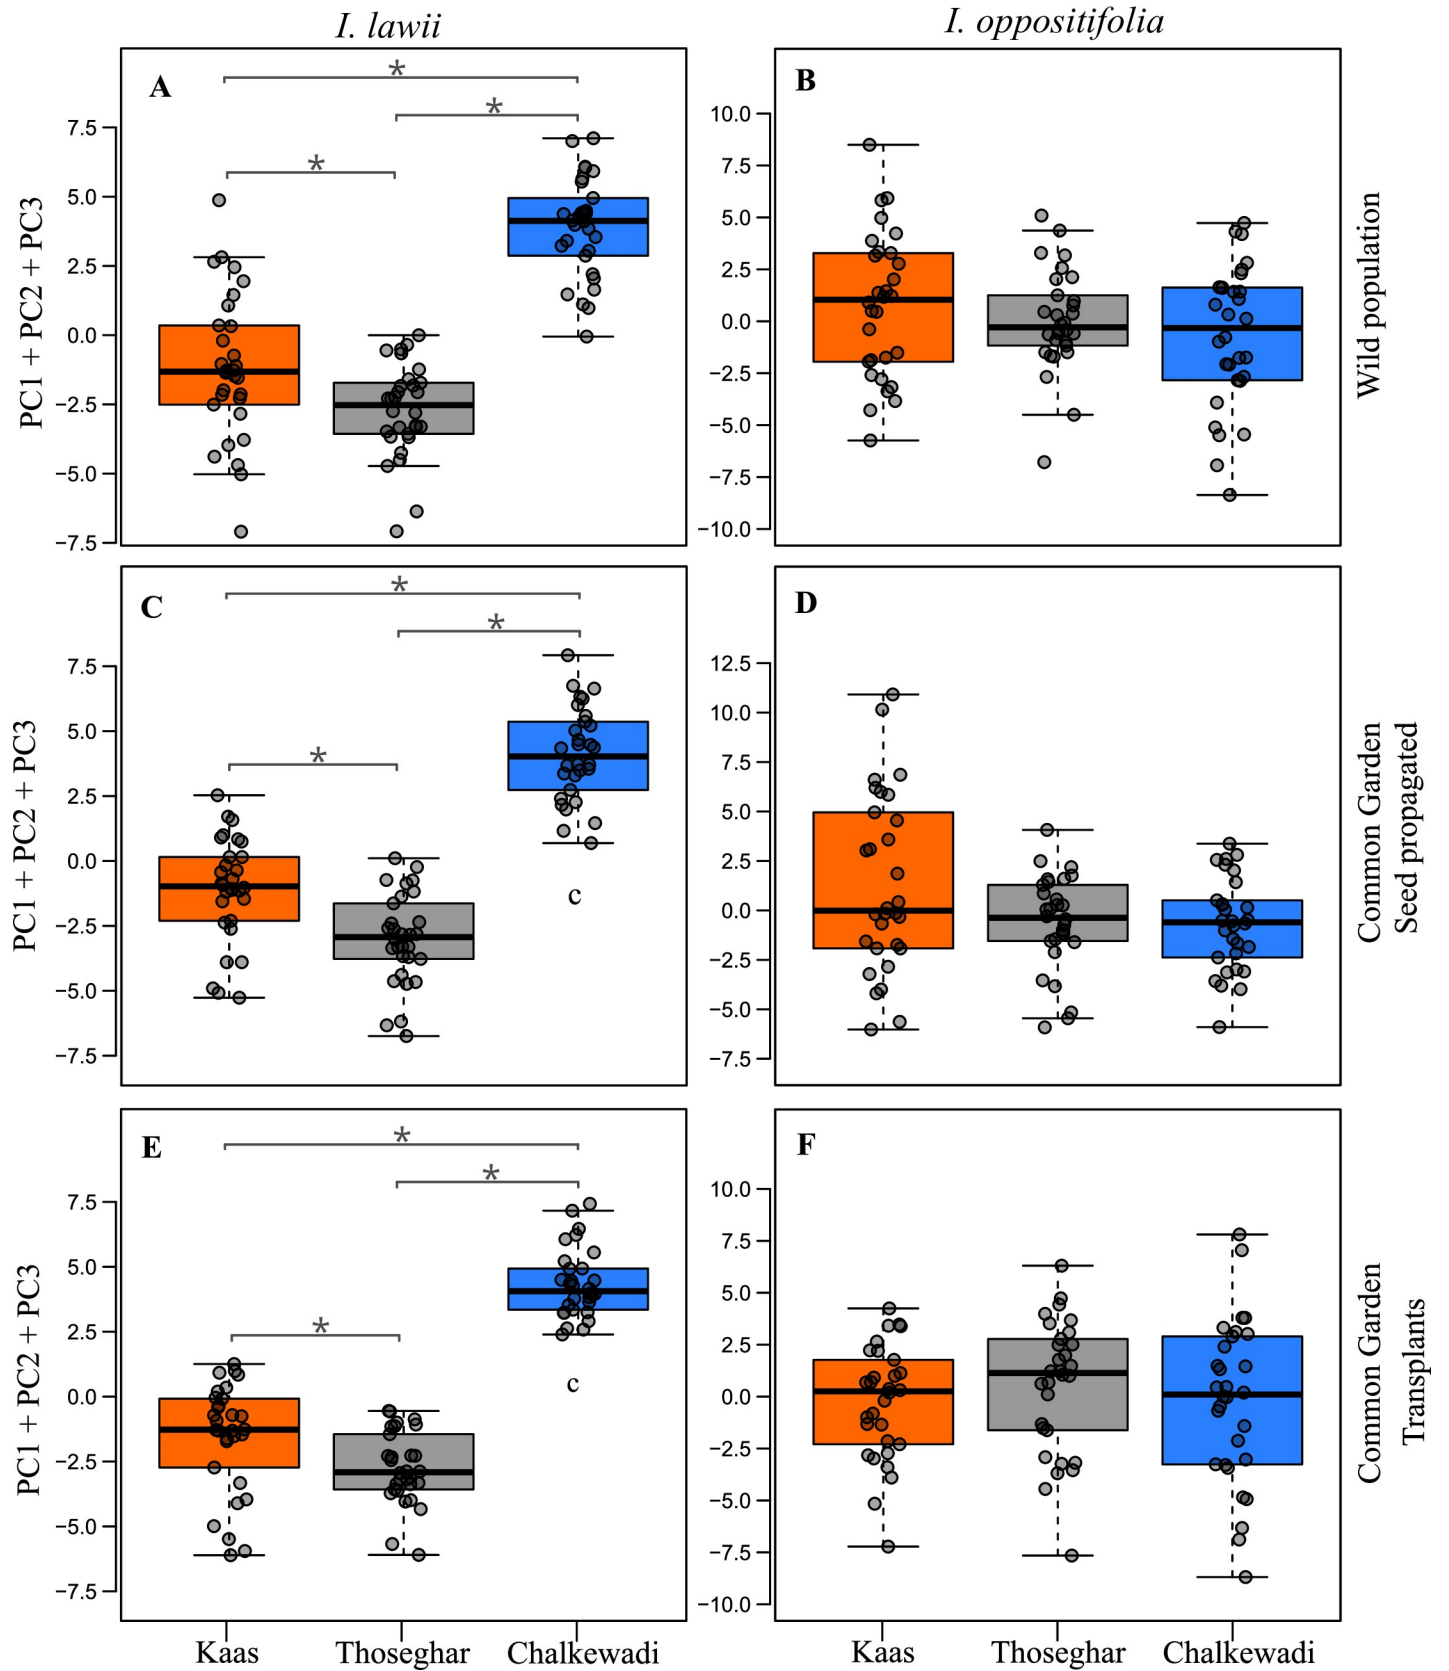 I. lawii
I. oppositifolia
A
*
*
*
7.5
5.0
2.5
0.0
−2.5
−5.0
−7.5
PC1 + PC2 + PC3
B
10.0
7.5
5.0
2.5
0.0
−2.5
−5.0
−7.5
−10.0
Wild population
C
*
*
*
7.5
5.0
2.5
0.0
−2.5
−5.0
−7.5
PC1 + PC2 + PC3
c
D
12.5
10.0
7.5
5.0
2.5
0.0
−2.5
−5.0
−7.5
Common Garden
Seed propagated
E
*
*
*
7.5
5.0
2.5
0.0
−2.5
−5.0
−7.5
PC1 + PC2 + PC3
c
F
10.0
7.5
5.0
2.5
0.0
−2.5
−5.0
−7.5
−10.0
Common Garden
Transplants
Kaas Thoseghar Chalkewadi
Kaas Thoseghar Chalkewadi